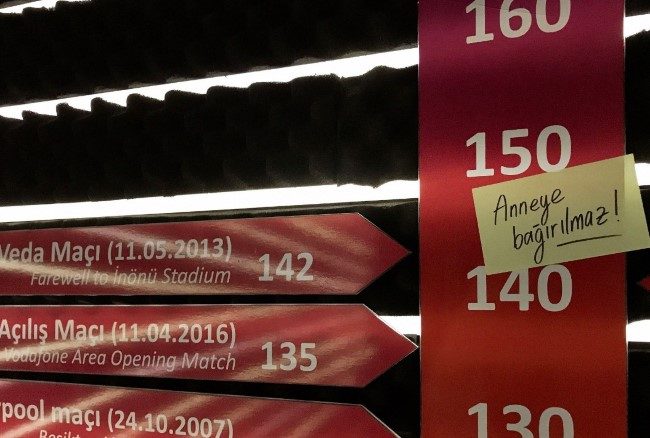 160
150
Anneye
bağırılmaz!
140
130
Veda Maçı (11.05.2013)
Farewell to İnönü Stadium
142
Açılış Maçı (11.04.2016)
Vodafone Area Opening Match
135
maçı (24.10.2007)